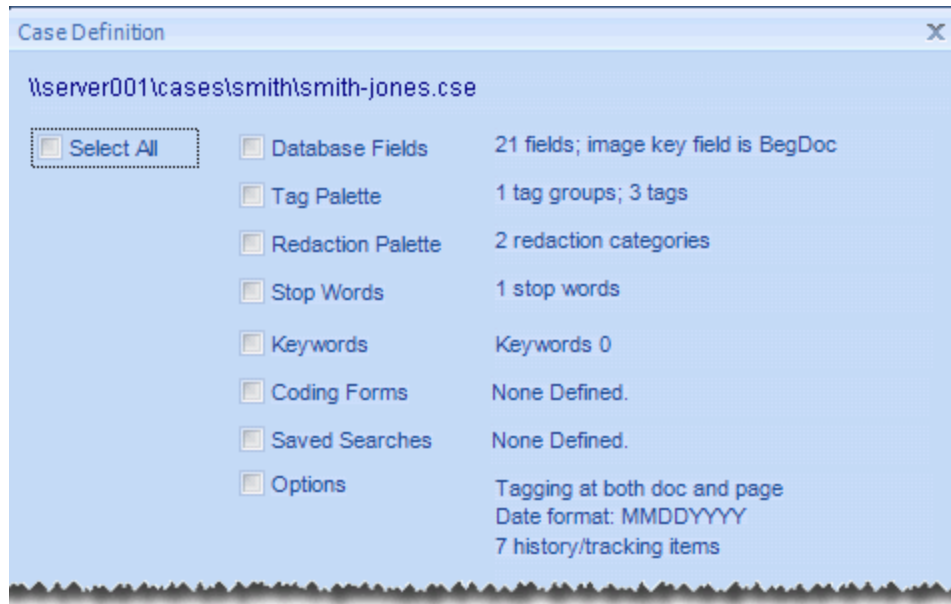 Case Definition X
\\server001\cases\smith\smith-jones.cse
Select All Database Fields 21 fields; image key field is BegDoc
Tag Palette 1 tag groups; 3 tags
Redaction Palette 2 redaction categories
Stop Words 1 stop words
Keywords Keywords 0
Coding Forms None Defined.
Saved Searches None Defined.
Options Tagging at both doc and page
Date format: MMDDYYYY
7 history/tracking items